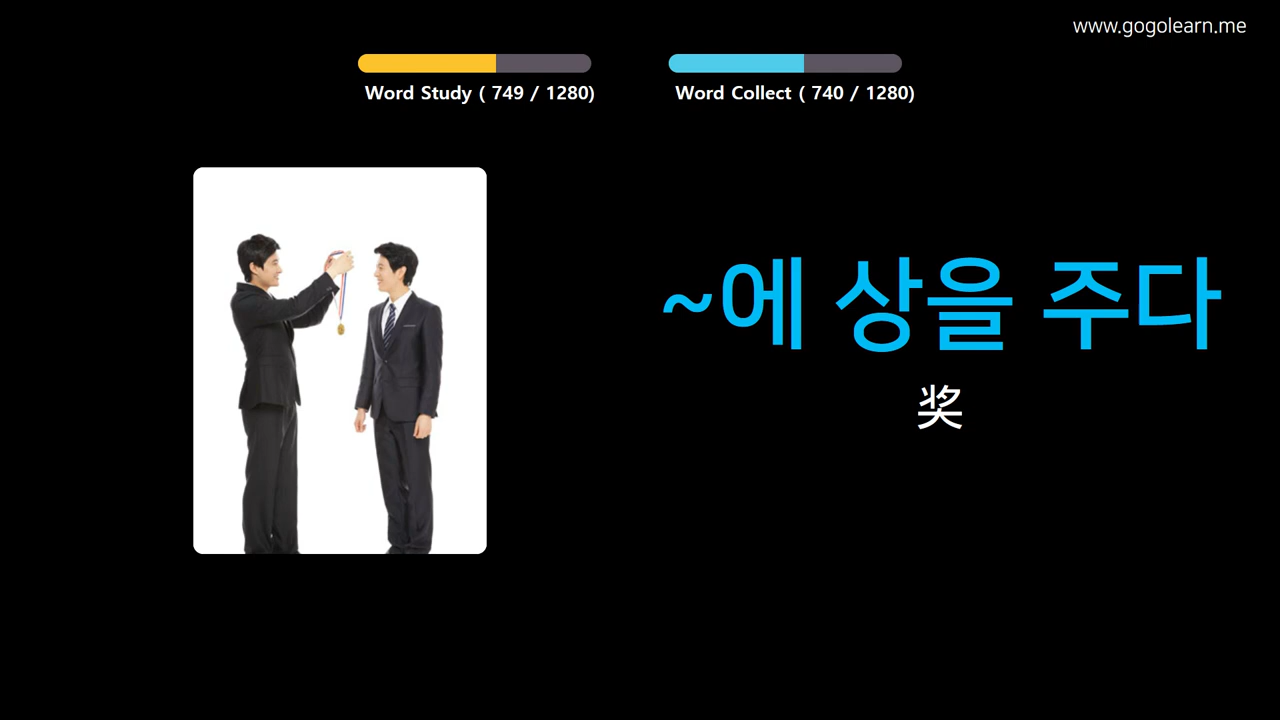 www.gogolearn.me
Word Study ( 749 / 1280)
Word Collect ( 740 / 1280)
~에 상을 주다
奖